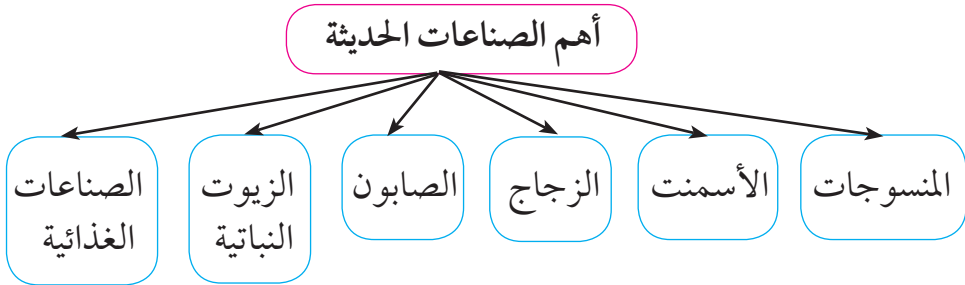 أهم الصناعات الحديثة
المنسوجات
الأسمنت
الزجاج
الصابون
الزيوت
النباتية
الصناعات
الغذائية